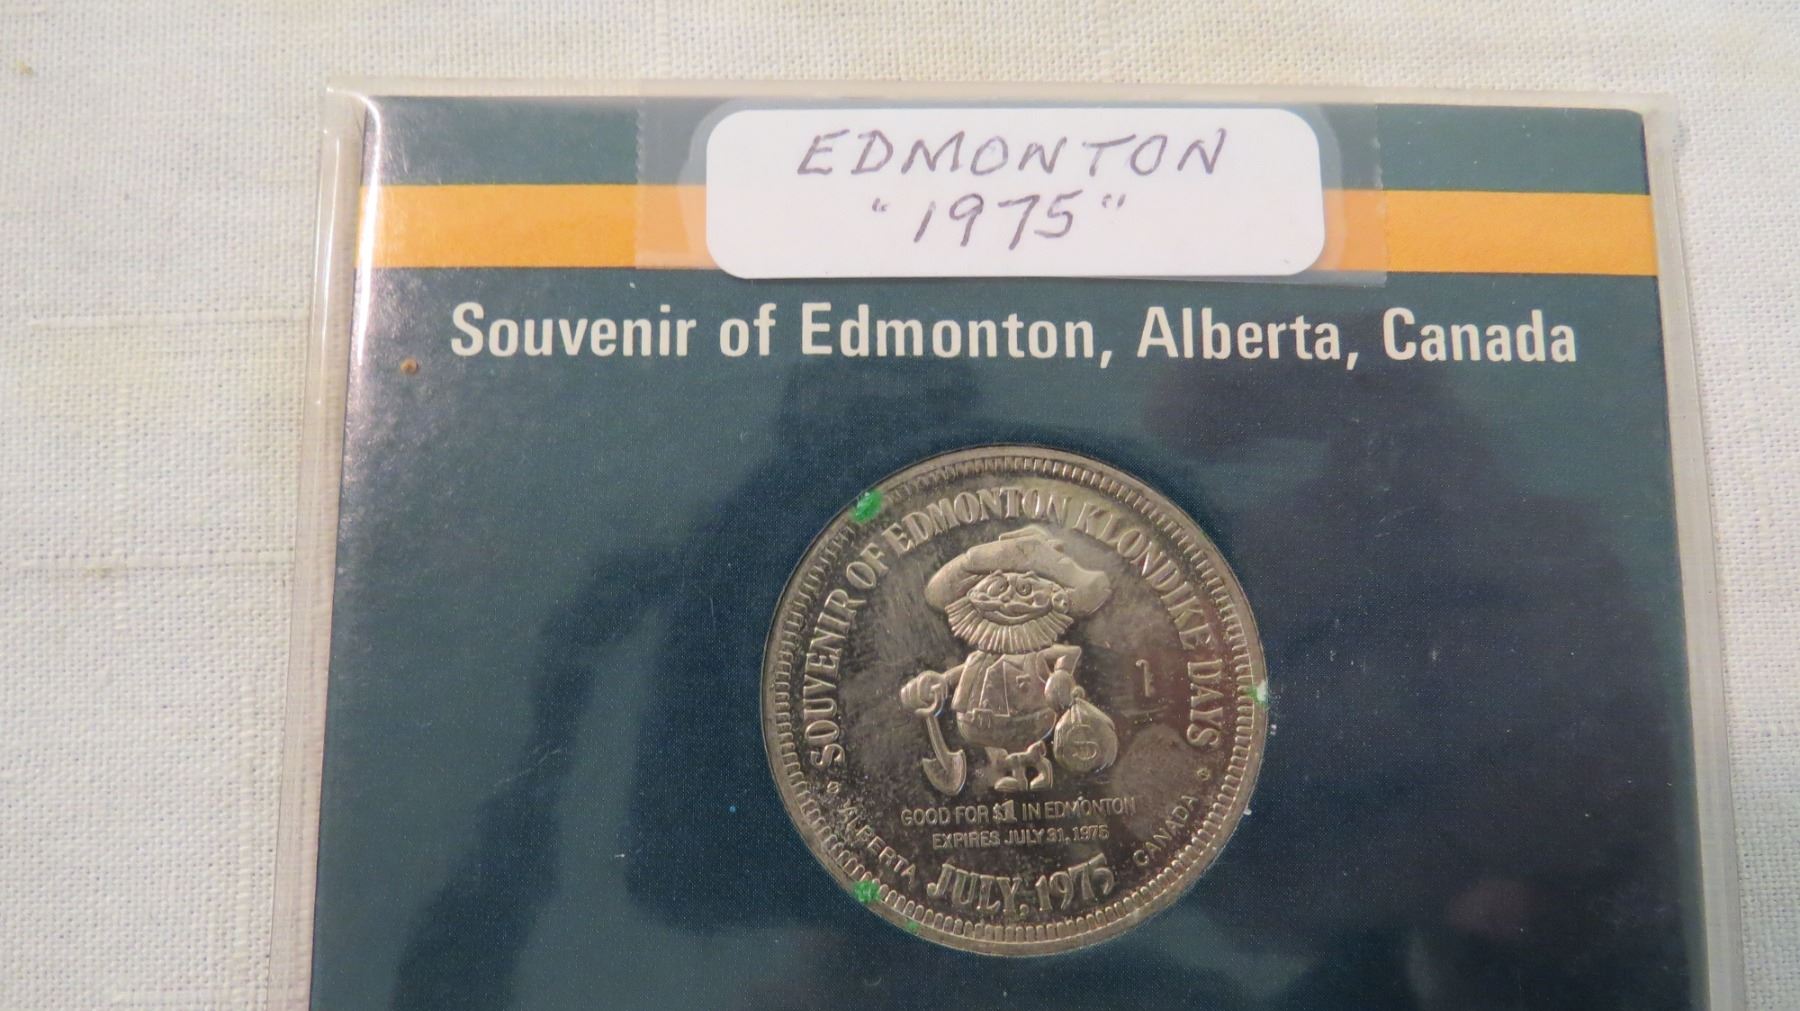 EDMONTON
"1975"
Souvenir of Edmonton, Alberta, Canada
SOUVENIR OF EDMONTON KLONDIKE DAYS
GOOD FOR $1 IN EDMONTON
EXPIRES JULY 31, 1975
ALBERTA
JULY, 1975
CANADA